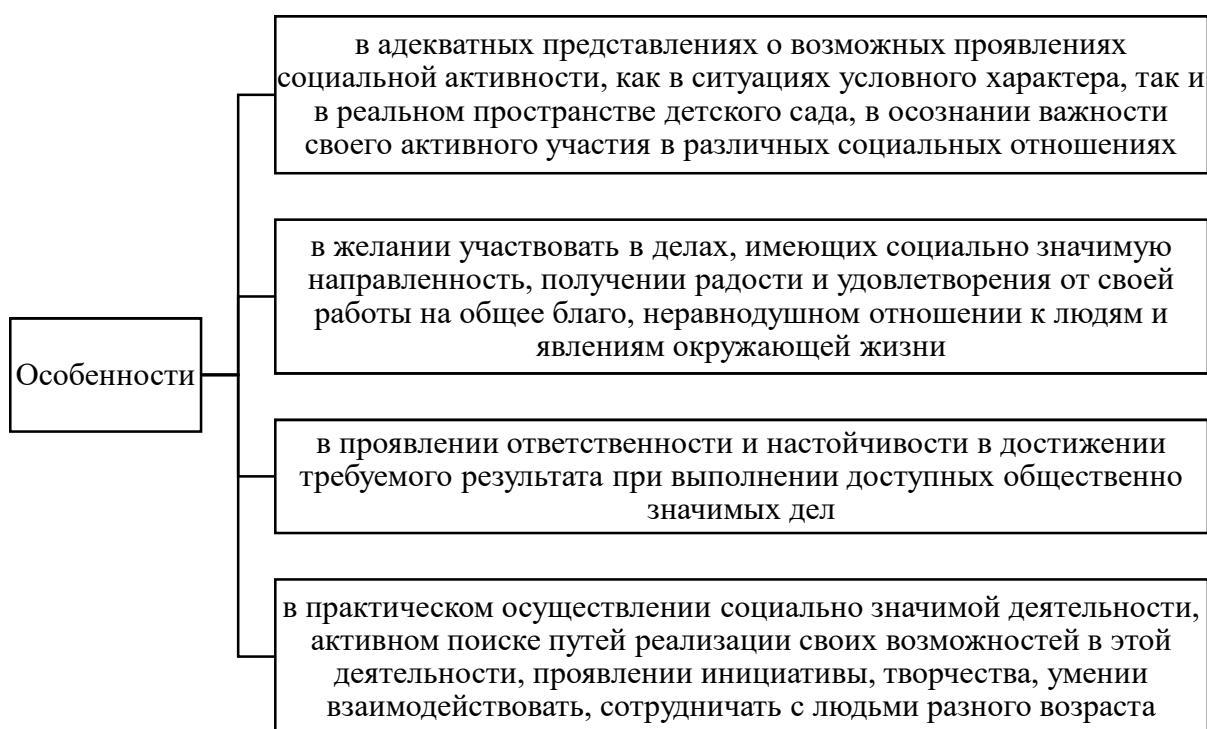 в адекватных представлениях о возможных проявлениях
социальной активности, как в ситуациях условного характера, так и
в реальном пространстве детского сада, в осознании важности
своего активного участия в различных социальных отношениях
в желании участвовать в делах, имеющих социально значимую
направленность, получении радости и удовлетворения от своей
работы на общее благо, неравнодушном отношении к людям и
явлениям окружающей жизни
Особенности
в проявлении ответственности и настойчивости в достижении
требуемого результата при выполнении доступных общественно
значимых дел
в практическом осуществлении социально значимой деятельности,
активном поиске путей реализации своих возможностей в этой
деятельности, проявлении инициативы, творчества, умении
взаимодействовать, сотрудничать с людьми разного возраста